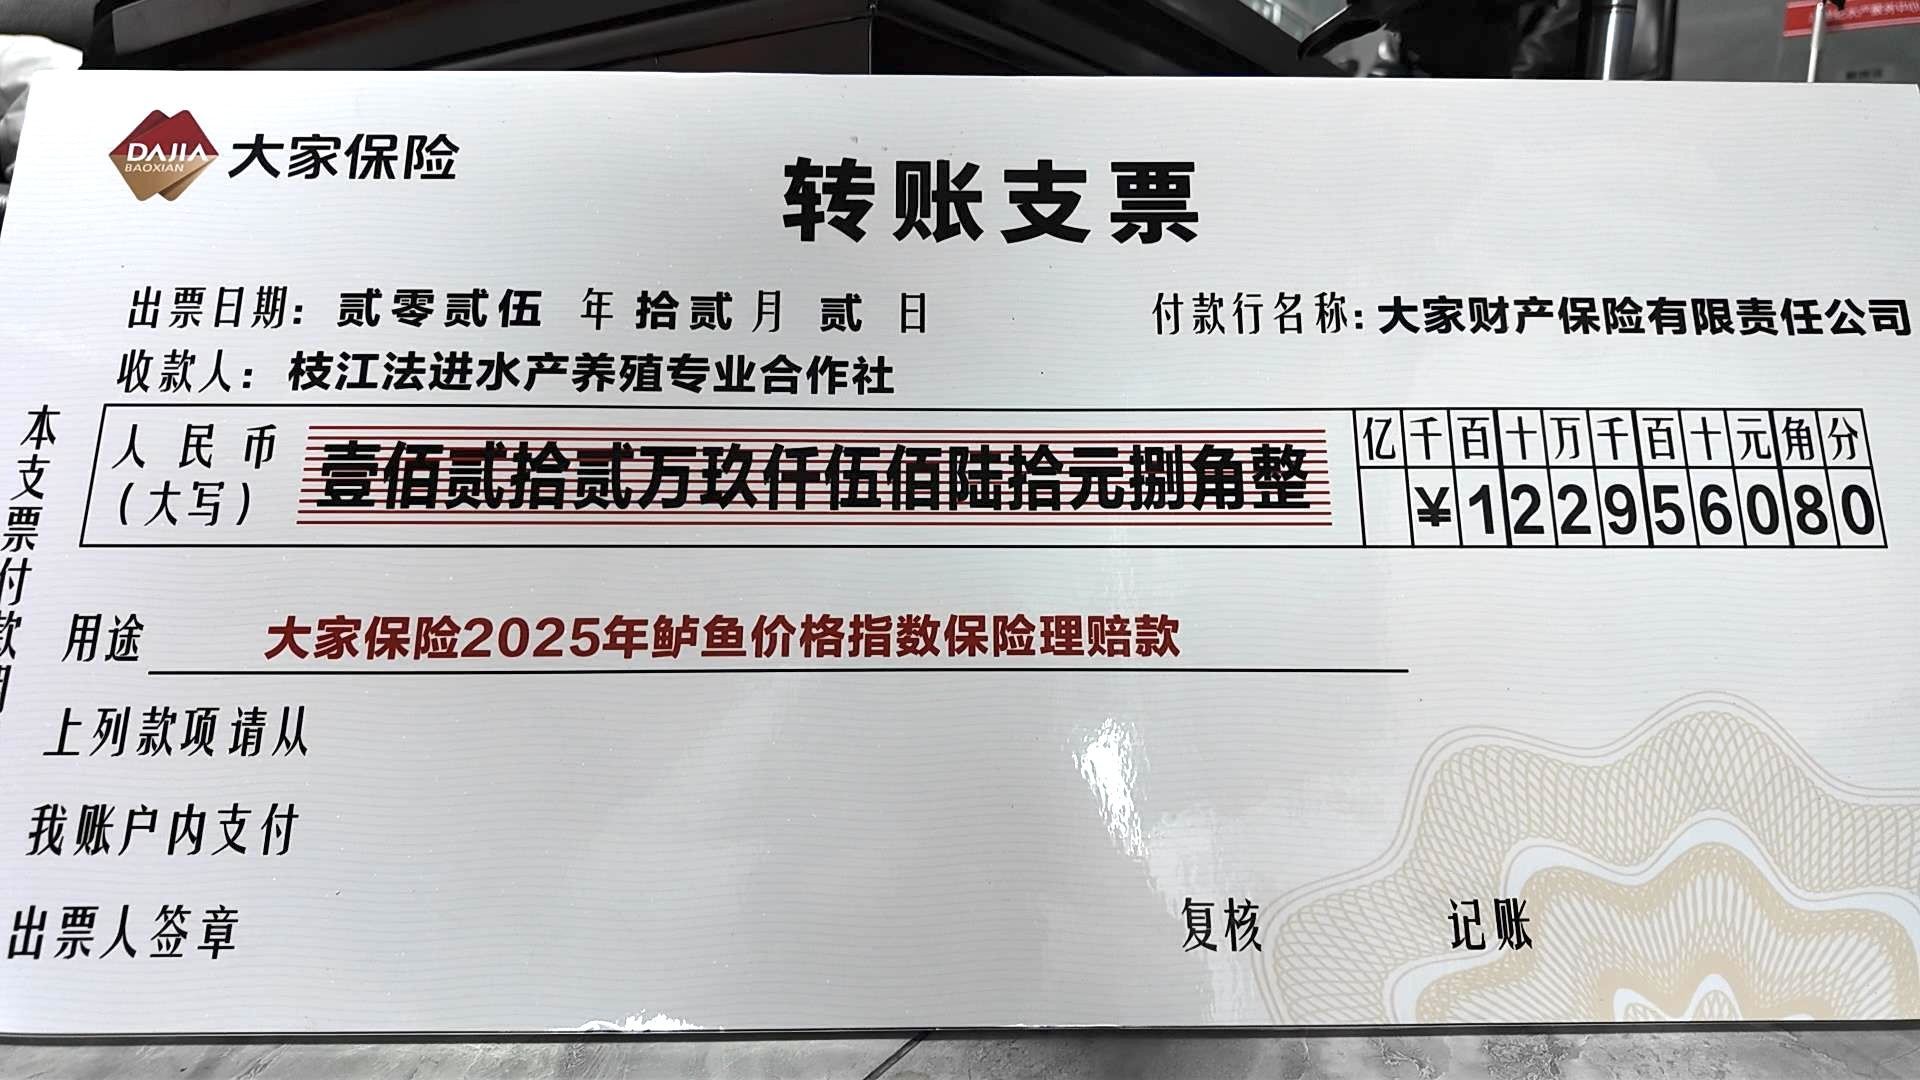 DAJIA
BAOXIAN
大家保险
转账支票
出票日期：贰零贰伍 年 拾贰 月 贰 日
付款行名称：大家财产保险有限责任公司
收款人：枝江法进水产养殖专业合作社
本支票付款期
人民币
（大写）
壹佰贰拾贰万玖仟伍佰陆拾元捌角整
亿千百十万千百十元角分
¥122956080
用途 大家保险2025年鲈鱼价格指数保险理赔款
上列款项请从
我账户内支付
出票人签章
复核 记账